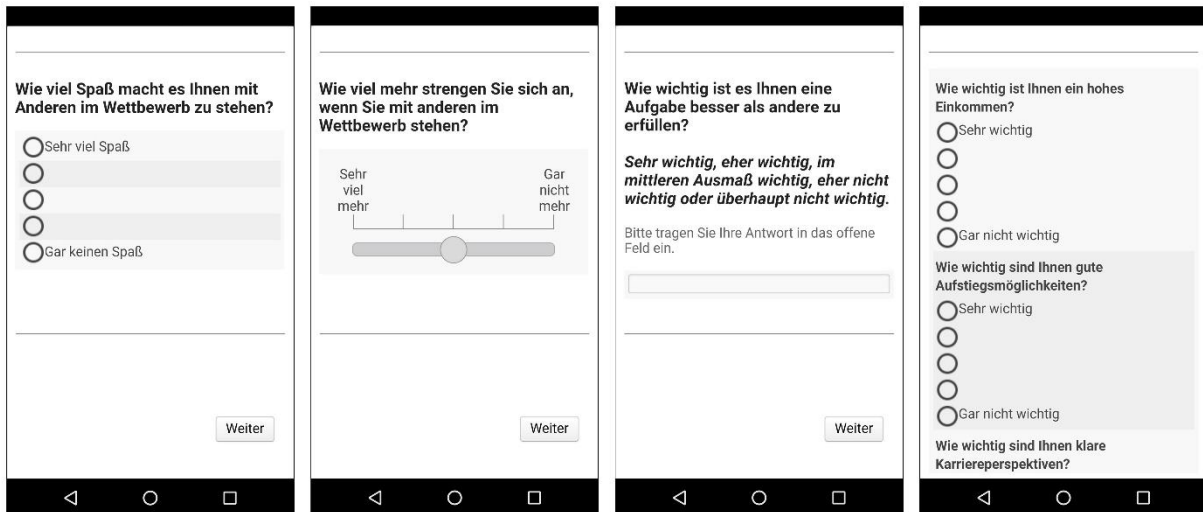 Wie viel Spaß macht es Ihnen mit
Anderen im Wettbewerb zu stehen?
Sehr viel Spaß
Gar keinen Spaß
Weiter
Wie viel mehr strengen Sie sich an,
wenn Sie mit anderen im
Wettbewerb stehen?
Sehr
viel
mehr
Gar
nicht
mehr
Weiter
Wie wichtig ist es Ihnen eine
Aufgabe besser als andere zu
erfüllen?
Sehr wichtig, eher wichtig, im
mittleren Ausmaß wichtig, eher nicht
wichtig oder überhaupt nicht wichtig.
Bitte tragen Sie Ihre Antwort in das offene
Feld ein.
Weiter
Wie wichtig ist Ihnen ein hohes
Einkommen?
Sehr wichtig
Gar nicht wichtig
Wie wichtig sind Ihnen gute
Aufstiegsmöglichkeiten?
Sehr wichtig
Gar nicht wichtig
Wie wichtig sind Ihnen klare
Karriereperspektiven?